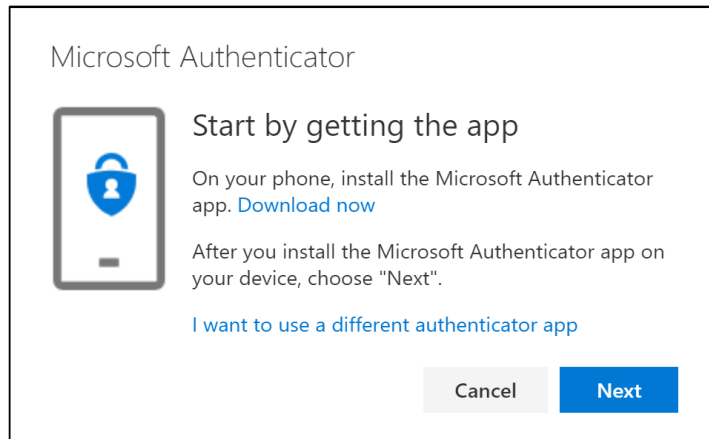 Microsoft Authenticator
Start by getting the app
On your phone, install the Microsoft Authenticator
app. Download now
After you install the Microsoft Authenticator app on
your device, choose "Next".
I want to use a different authenticator app
Cancel
Next